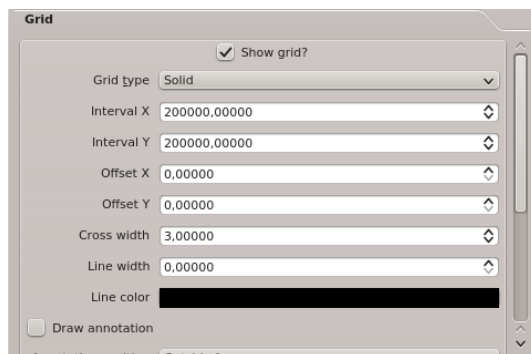 Grid
Show grid?
Grid type Solid
Interval X 200000,00000
Interval Y 200000,00000
Offset X 0,00000
Offset Y 0,00000
Cross width 3,00000
Line width 0,00000
Line color
Draw annotation